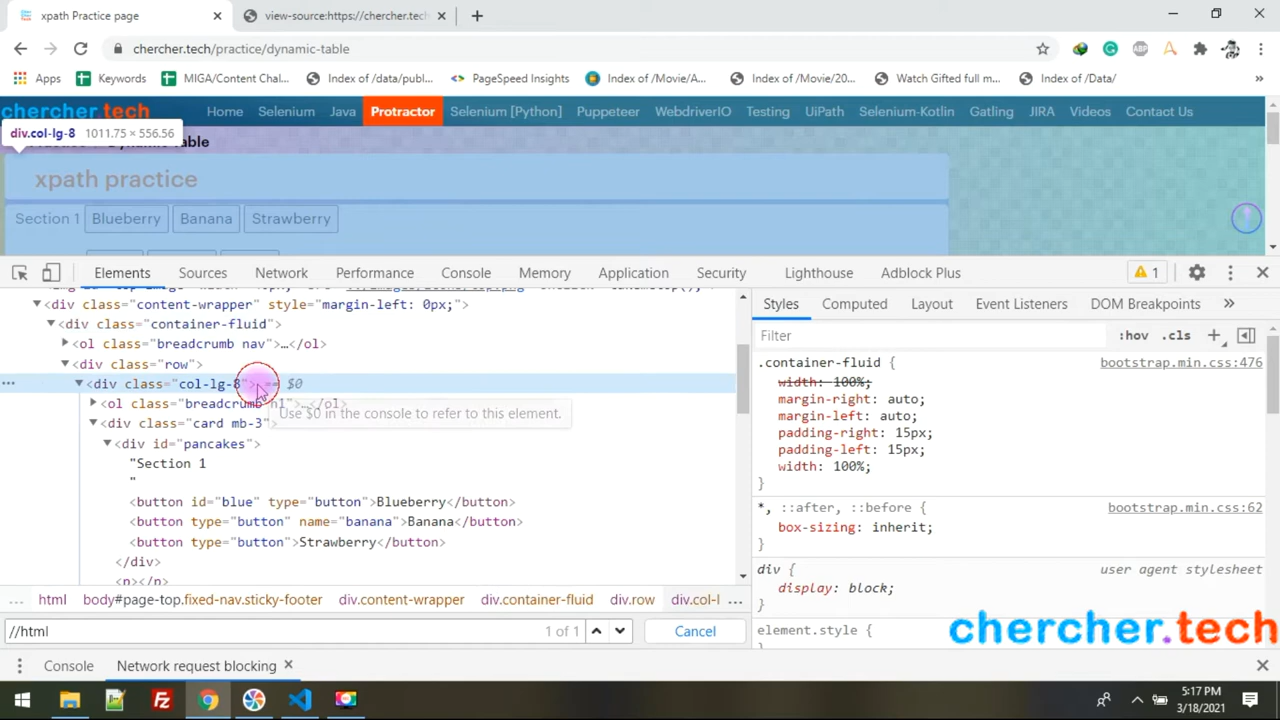 xpath Practice page
view-source:https://chercher.tech
chercher.tech/practice/dynamic-table
ABP
Apps Keywords MIGA/Content Chal... Index of /data/publ... PageSpeed Insights Index of /Movie/A... Index of /Movie/20... Watch Gifted full m... Index of /Data/ »
chercher.tech Home Selenium Java Protractor Selenium [Python] Puppeteer WebdriverIO Testing UiPath Selenium-Kotlin Gatling JIRA Videos Contact Us
div.col-lg-8 1011.75 × 556.56
xpath practice
Section 1 Blueberry Banana Strawberry
Elements Sources Network Performance Console Memory Application Security Lighthouse Adblock Plus 1
<div class="content-wrapper" style="margin-left: 0px;">
<div class="container-fluid">
<ol class="breadcrumb nav">…</ol>
<div class="row">
<div class="col-lg-8"> == $0
<ol class="breadcrumb n1">…</ol>
Use $0 in the console to refer to this element.
<div class="card mb-3">
<div id="pancakes">
"Section 1
"
<button id="blue" type="button">Blueberry</button>
<button type="button" name="banana">Banana</button>
<button type="button">Strawberry</button>
</div>
<p></p>
Styles Computed Layout Event Listeners DOM Breakpoints »
Filter :hov .cls +
.container-fluid { bootstrap.min.css:476
width: 100%;
margin-right: auto;
margin-left: auto;
padding-right: 15px;
padding-left: 15px;
width: 100%;
}
*, ::after, ::before { bootstrap.min.css:62
box-sizing: inherit;
}
div { user agent stylesheet
display: block;
}
element.style {
chercher.tech
... html body#page-top.fixed-nav.sticky-footer div.content-wrapper div.container-fluid div.row div.col-l ...
//html 1 of 1 Cancel
Console Network request blocking
5:17 PM
3/18/2021